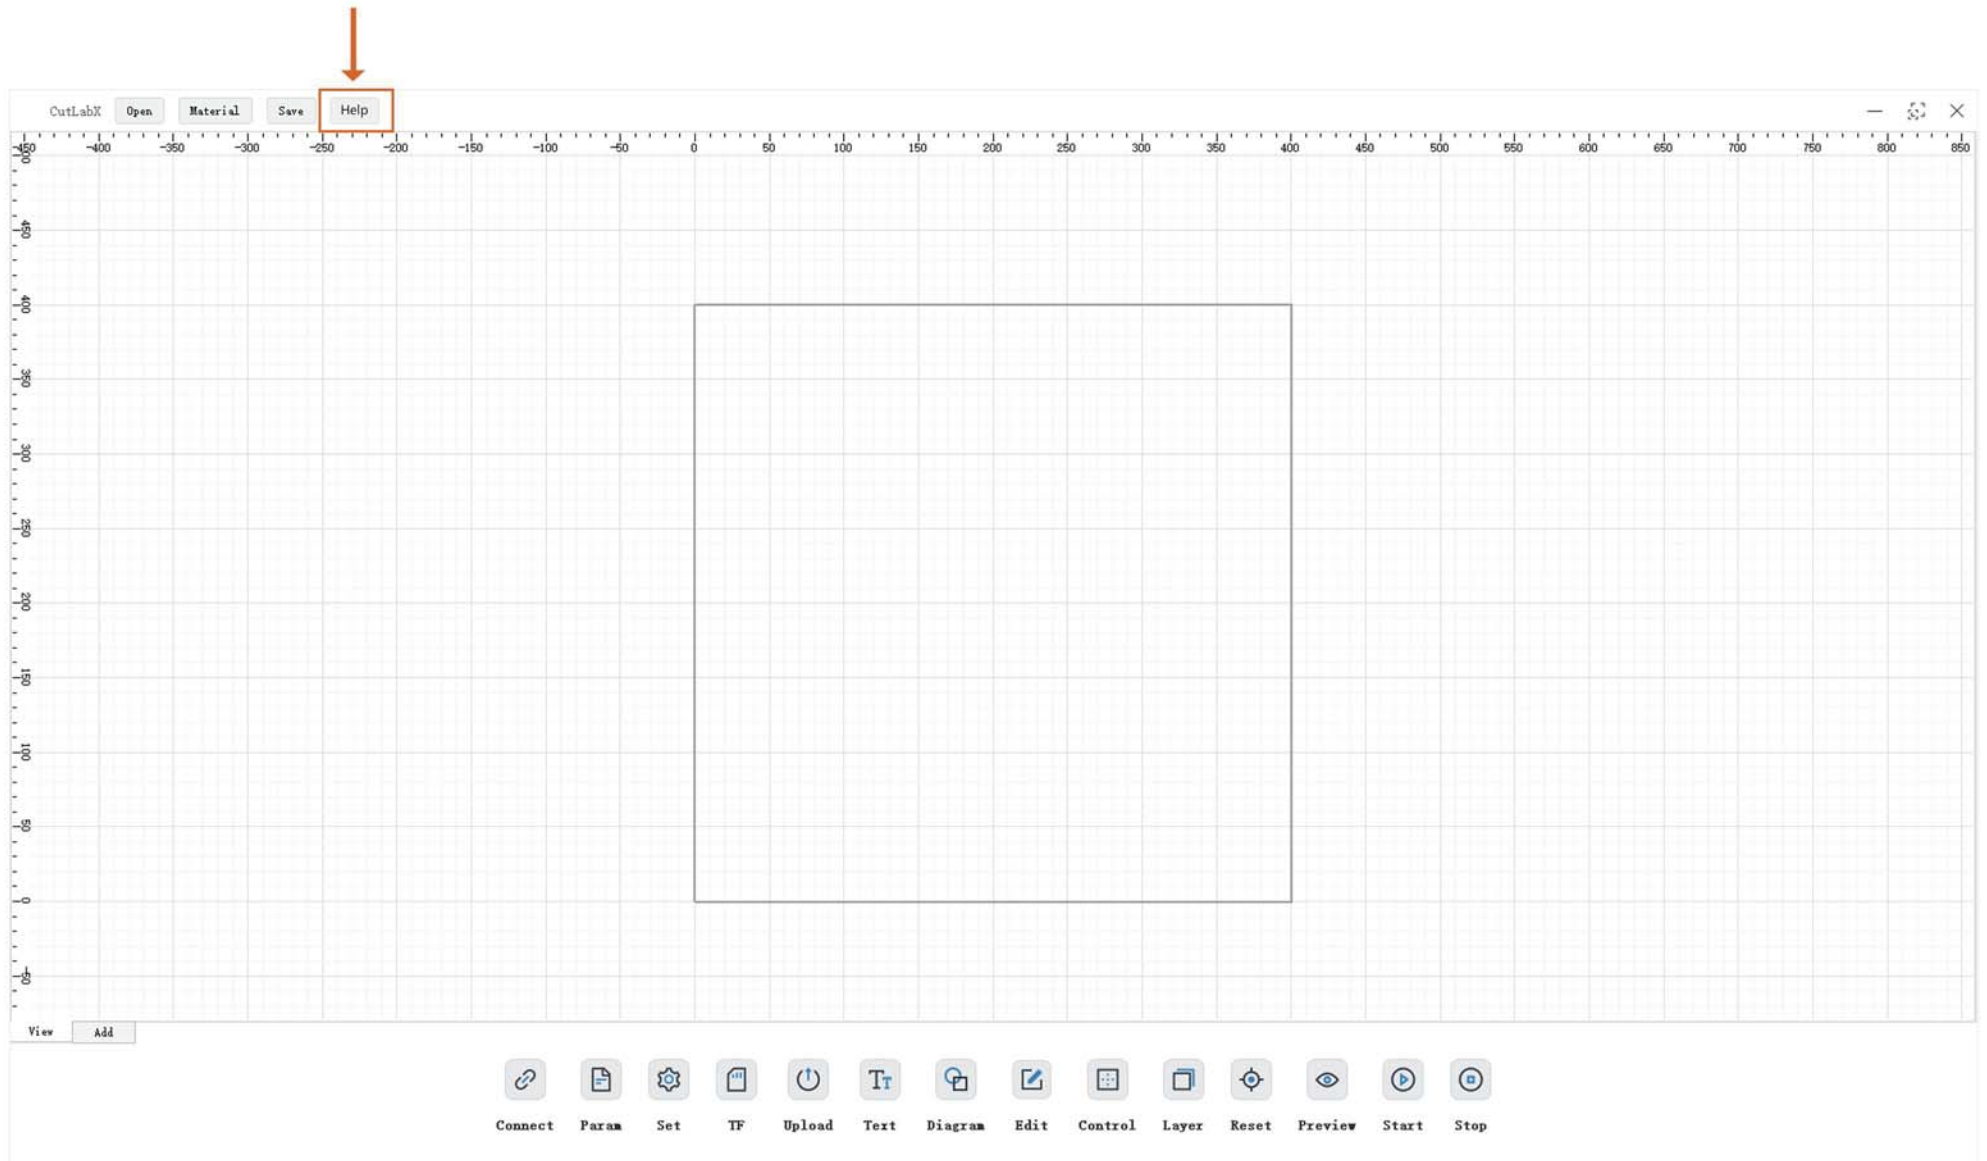 CutLabX Open Material Save Help
-450 -400 -350 -300 -250 -200 -150 -100 -50 0 50 100 150 200 250 300 350 400 450 500 550 600 650 700 750 800 850
450
400
350
300
250
200
150
100
50
0
-50
View Add
Connect Param Set TF Upload Text Diagram Edit Control Layer Reset Preview Start Stop